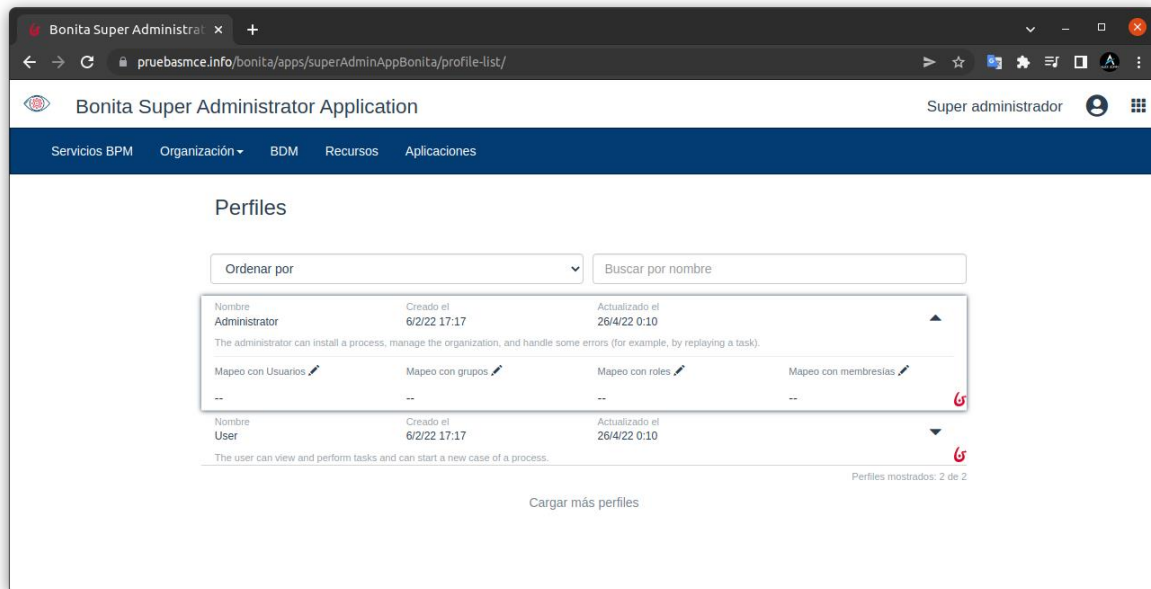 Bonita Super Administrat
pruebasmce.info/bonita/apps/superAdminAppBonita/profile-list/
Bonita Super Administrator Application
Super administrador
Servicios BPM Organización BDM Recursos Aplicaciones
Perfiles
Ordenar por Buscar por nombre
Nombre Creado el Actualizado el
Administrator 6/2/22 17:17 26/4/22 0:10
The administrator can install a process, manage the organization, and handle some errors (for example, by replaying a task).
Mapeo con Usuarios Mapeo con grupos Mapeo con roles Mapeo con membresías
-- -- -- --
Nombre Creado el Actualizado el
User 6/2/22 17:17 26/4/22 0:10
The user can view and perform tasks and can start a new case of a process.
Perfiles mostrados: 2 de 2
Cargar más perfiles